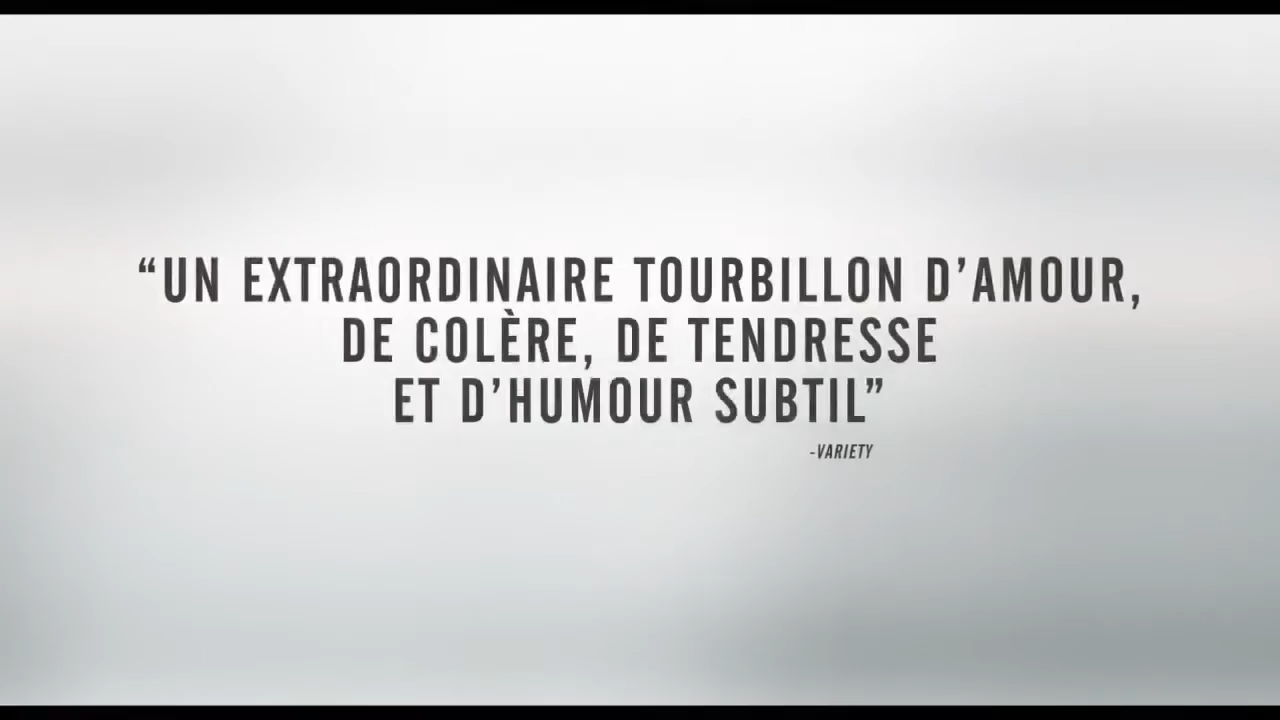 “UN EXTRAORDINAIRE TOURBILLON D’AMOUR,
DE COLÈRE, DE TENDRESSE
ET D’HUMOUR SUBTIL”
-VARIETY